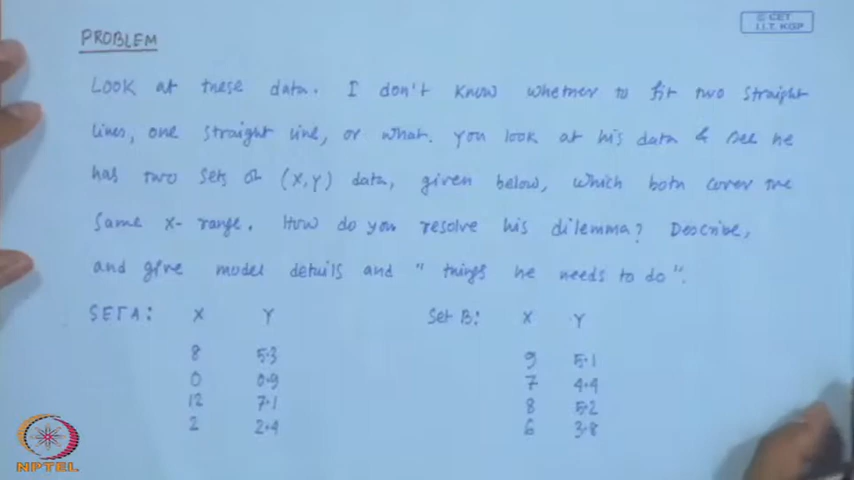 © CET
I.I.T. KGP
PROBLEM
Look at these data. I don't know whether to fit two straight
lines, one straight line, or what. You look at his data & see he
has two sets of (X,Y) data, given below, which both cover the
same X-range. How do you resolve his dilemma? Describe,
and give model details and "things he needs to do".
SET A: X Y Set B: X Y
8 5.3 9 5.1
0 0.9 7 4.4
12 7.1 8 5.2
2 2.4 6 3.8
NPTEL